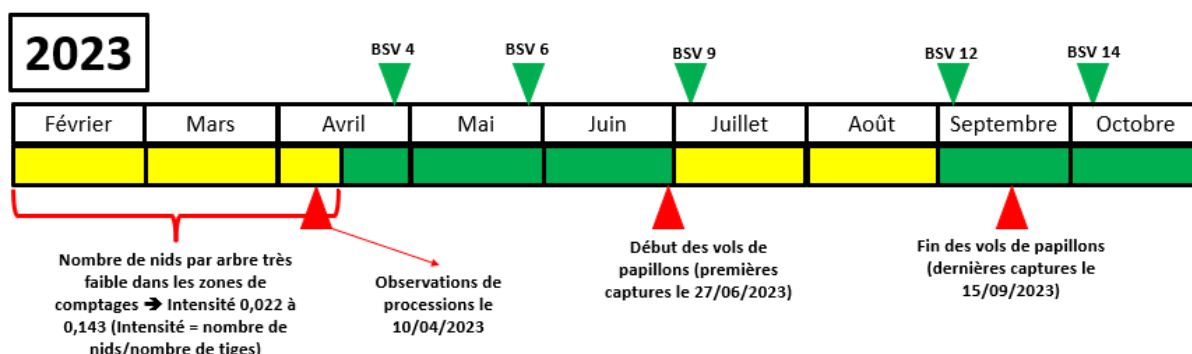 2023
BSV 4
BSV 6
BSV 9
BSV 12
BSV 14
Février
Mars
Avril
Mai
Juin
Juillet
Août
Septembre
Octobre
Nombre de nids par arbre très
faible dans les zones de
comptages ➔ Intensité 0,022 à
0,143 (Intensité = nombre de
nids/nombre de tiges)
Observations de
processions le
10/04/2023
Début des vols de
papillons (premières
captures le 27/06/2023)
Fin des vols de papillons
(dernières captures le
15/09/2023)